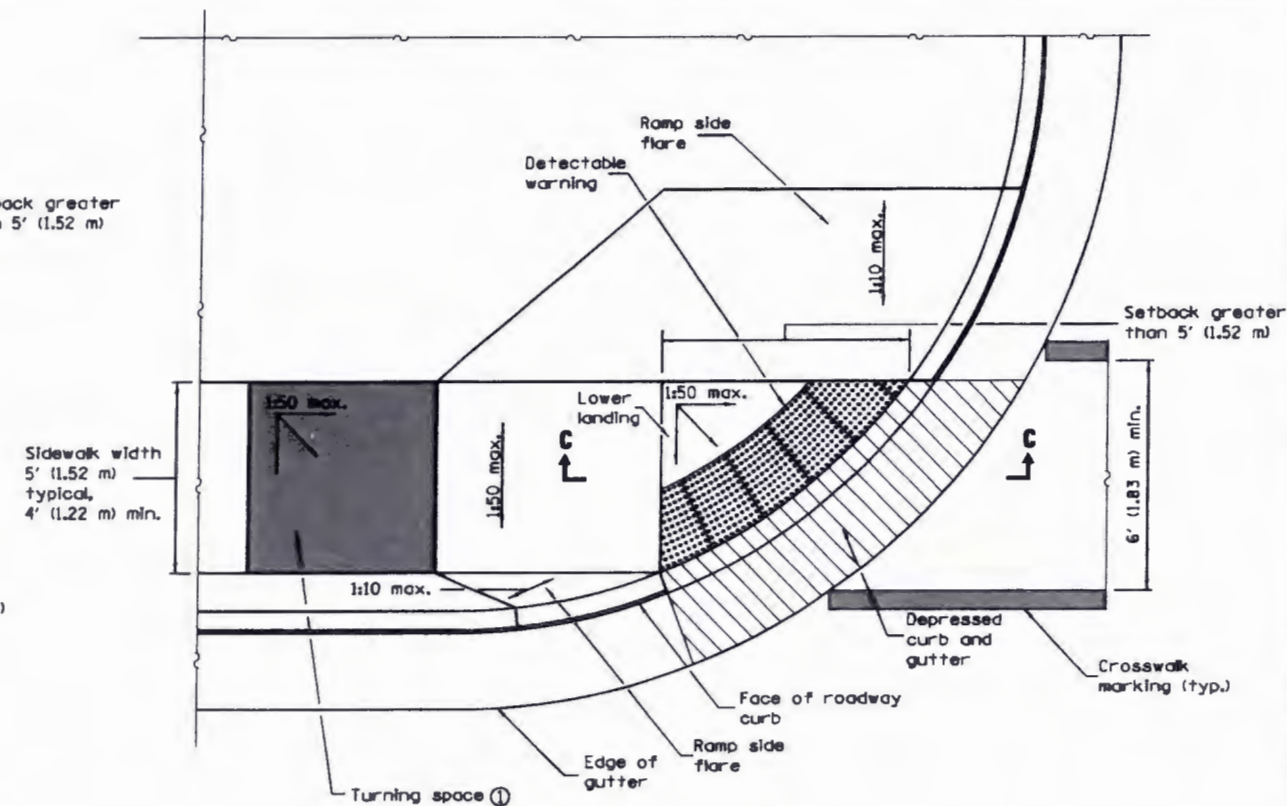 Ramp side
flare
Detectable
warning
back greater
5' (1.52 m)
1:10 max.
Setback greater
than 5' (1.52 m)
1:50 max.
Lower
landing
1:50 max.
Sidewalk width
5' (1.52 m)
typical,
4' (1.22 m) min.
C
C
1:50 max.
6' (1.83 m) min.
1:10 max.
)
Depressed
curb and
gutter
Crosswalk
marking (typ.)
Face of roadway
curb
Ramp side
flare
Edge of
gutter
Turning space ①